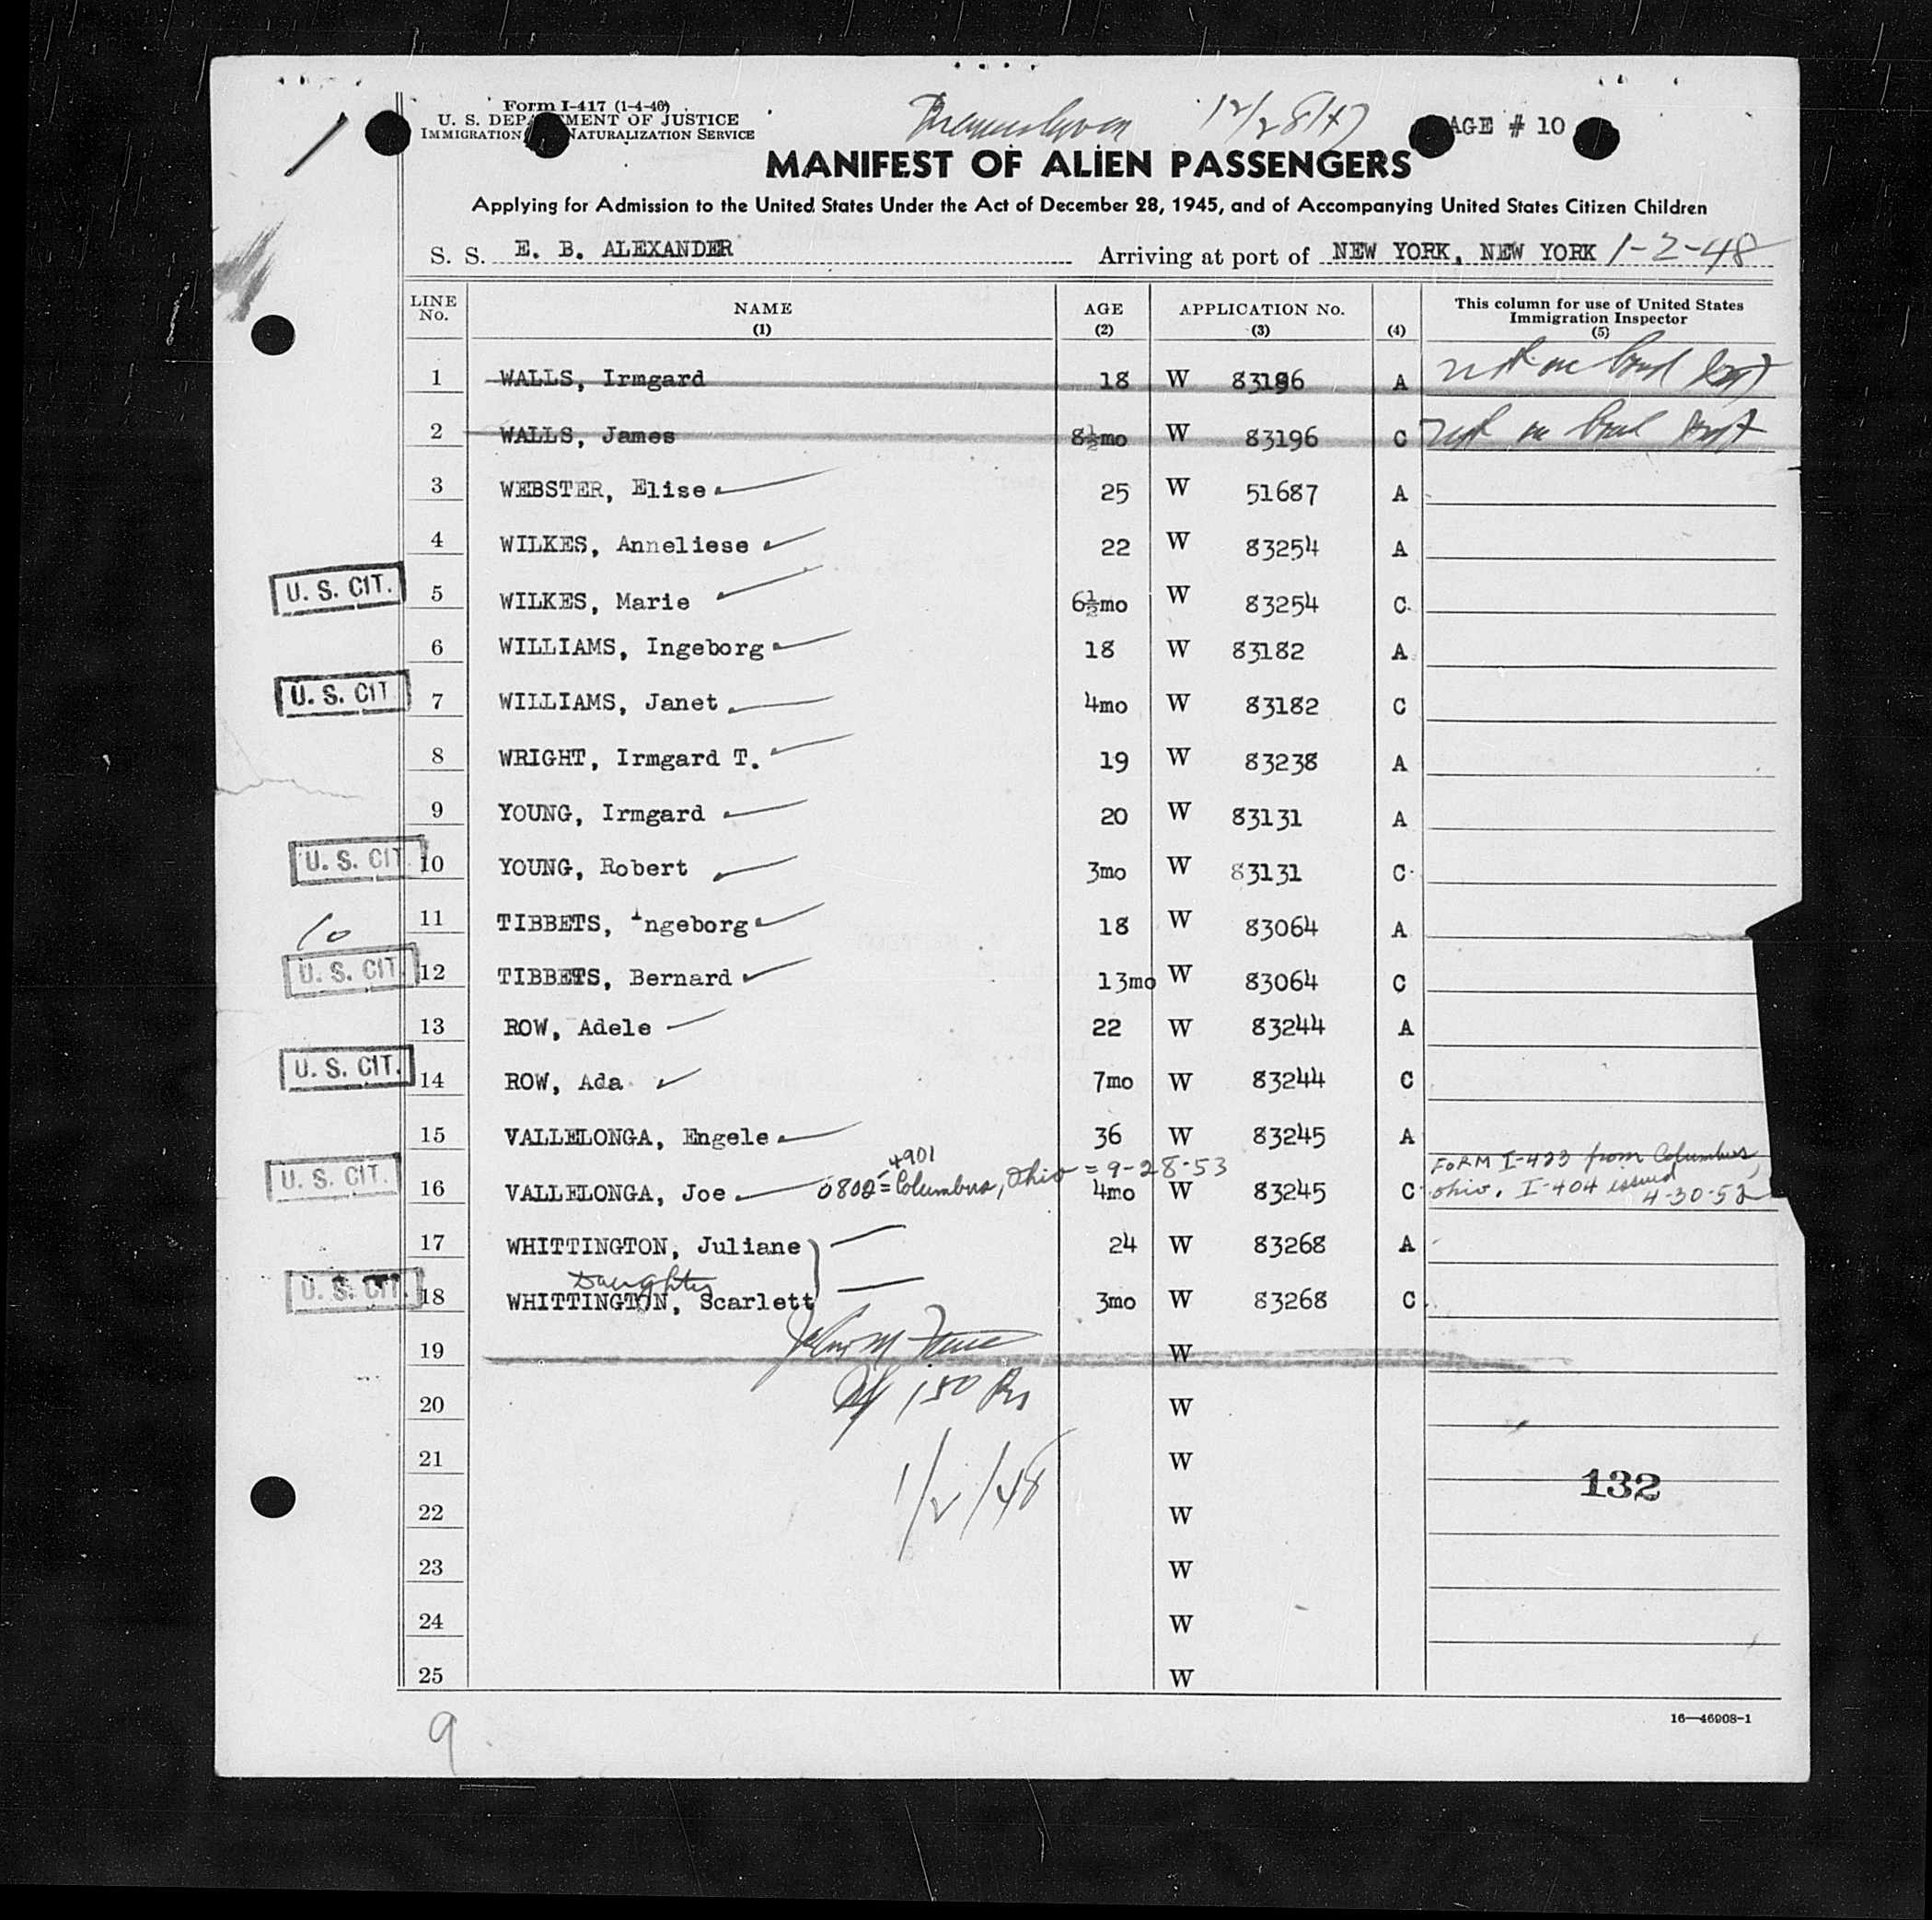 Form I-417 (1-4-46)
U. S. DEPARTMENT OF JUSTICE
IMMIGRATION NATURALIZATION SERVICE
12/28/47
AGE # 10
MANIFEST OF ALIEN PASSENGERS
Applying for Admission to the United States Under the Act of December 28, 1945, and of Accompanying United States Citizen Children
S. S. E. B. ALEXANDER Arriving at port of NEW YORK, NEW YORK 1-2-48
LINE No. NAME (1) AGE (2) APPLICATION No. (3) (4) This column for use of United States Immigration Inspector (5)
1 WALLS, Irmgard 18 W 83196 A not on board
2 WALLS, James 8½mo W 83196 C not on board
3 WEBSTER, Elise 25 W 51687 A
4 WILKES, Anneliese 22 W 83254 A
U. S. CIT. 5 WILKES, Marie 6½mo W 83254 C
6 WILLIAMS, Ingeborg 18 W 83182 A
U. S. CIT. 7 WILLIAMS, Janet 4mo W 83182 C
8 WRIGHT, Irmgard T. 19 W 83238 A
9 YOUNG, Irmgard 20 W 83131 A
U. S. CIT. 10 YOUNG, Robert 3mo W 83131 C
10
11 TIBBETS, Ingeborg 18 W 83064 A
U. S. CIT. 12 TIBBETS, Bernard 13mo W 83064 C
13 ROW, Adele 22 W 83244 A
U. S. CIT. 14 ROW, Ada 7mo W 83244 C
15 VALLELONGA, Engele 36 W 83245 A
4901
0802=Columbus, Ohio = 9-28-53
FORM I-423 from Columbus,
U. S. CIT. 16 VALLELONGA, Joe 4mo W 83245 C Ohio. I-404 issued
4-30-52
17 WHITTINGTON, Juliane 24 W 83268 A
Daughter
U. S. CIT. 18 WHITTINGTON, Scarlett 3mo W 83268 C
19 W
20 W
21 W
1/2/48
132
22 W
23 W
24 W
25 W
16—46908-1
9